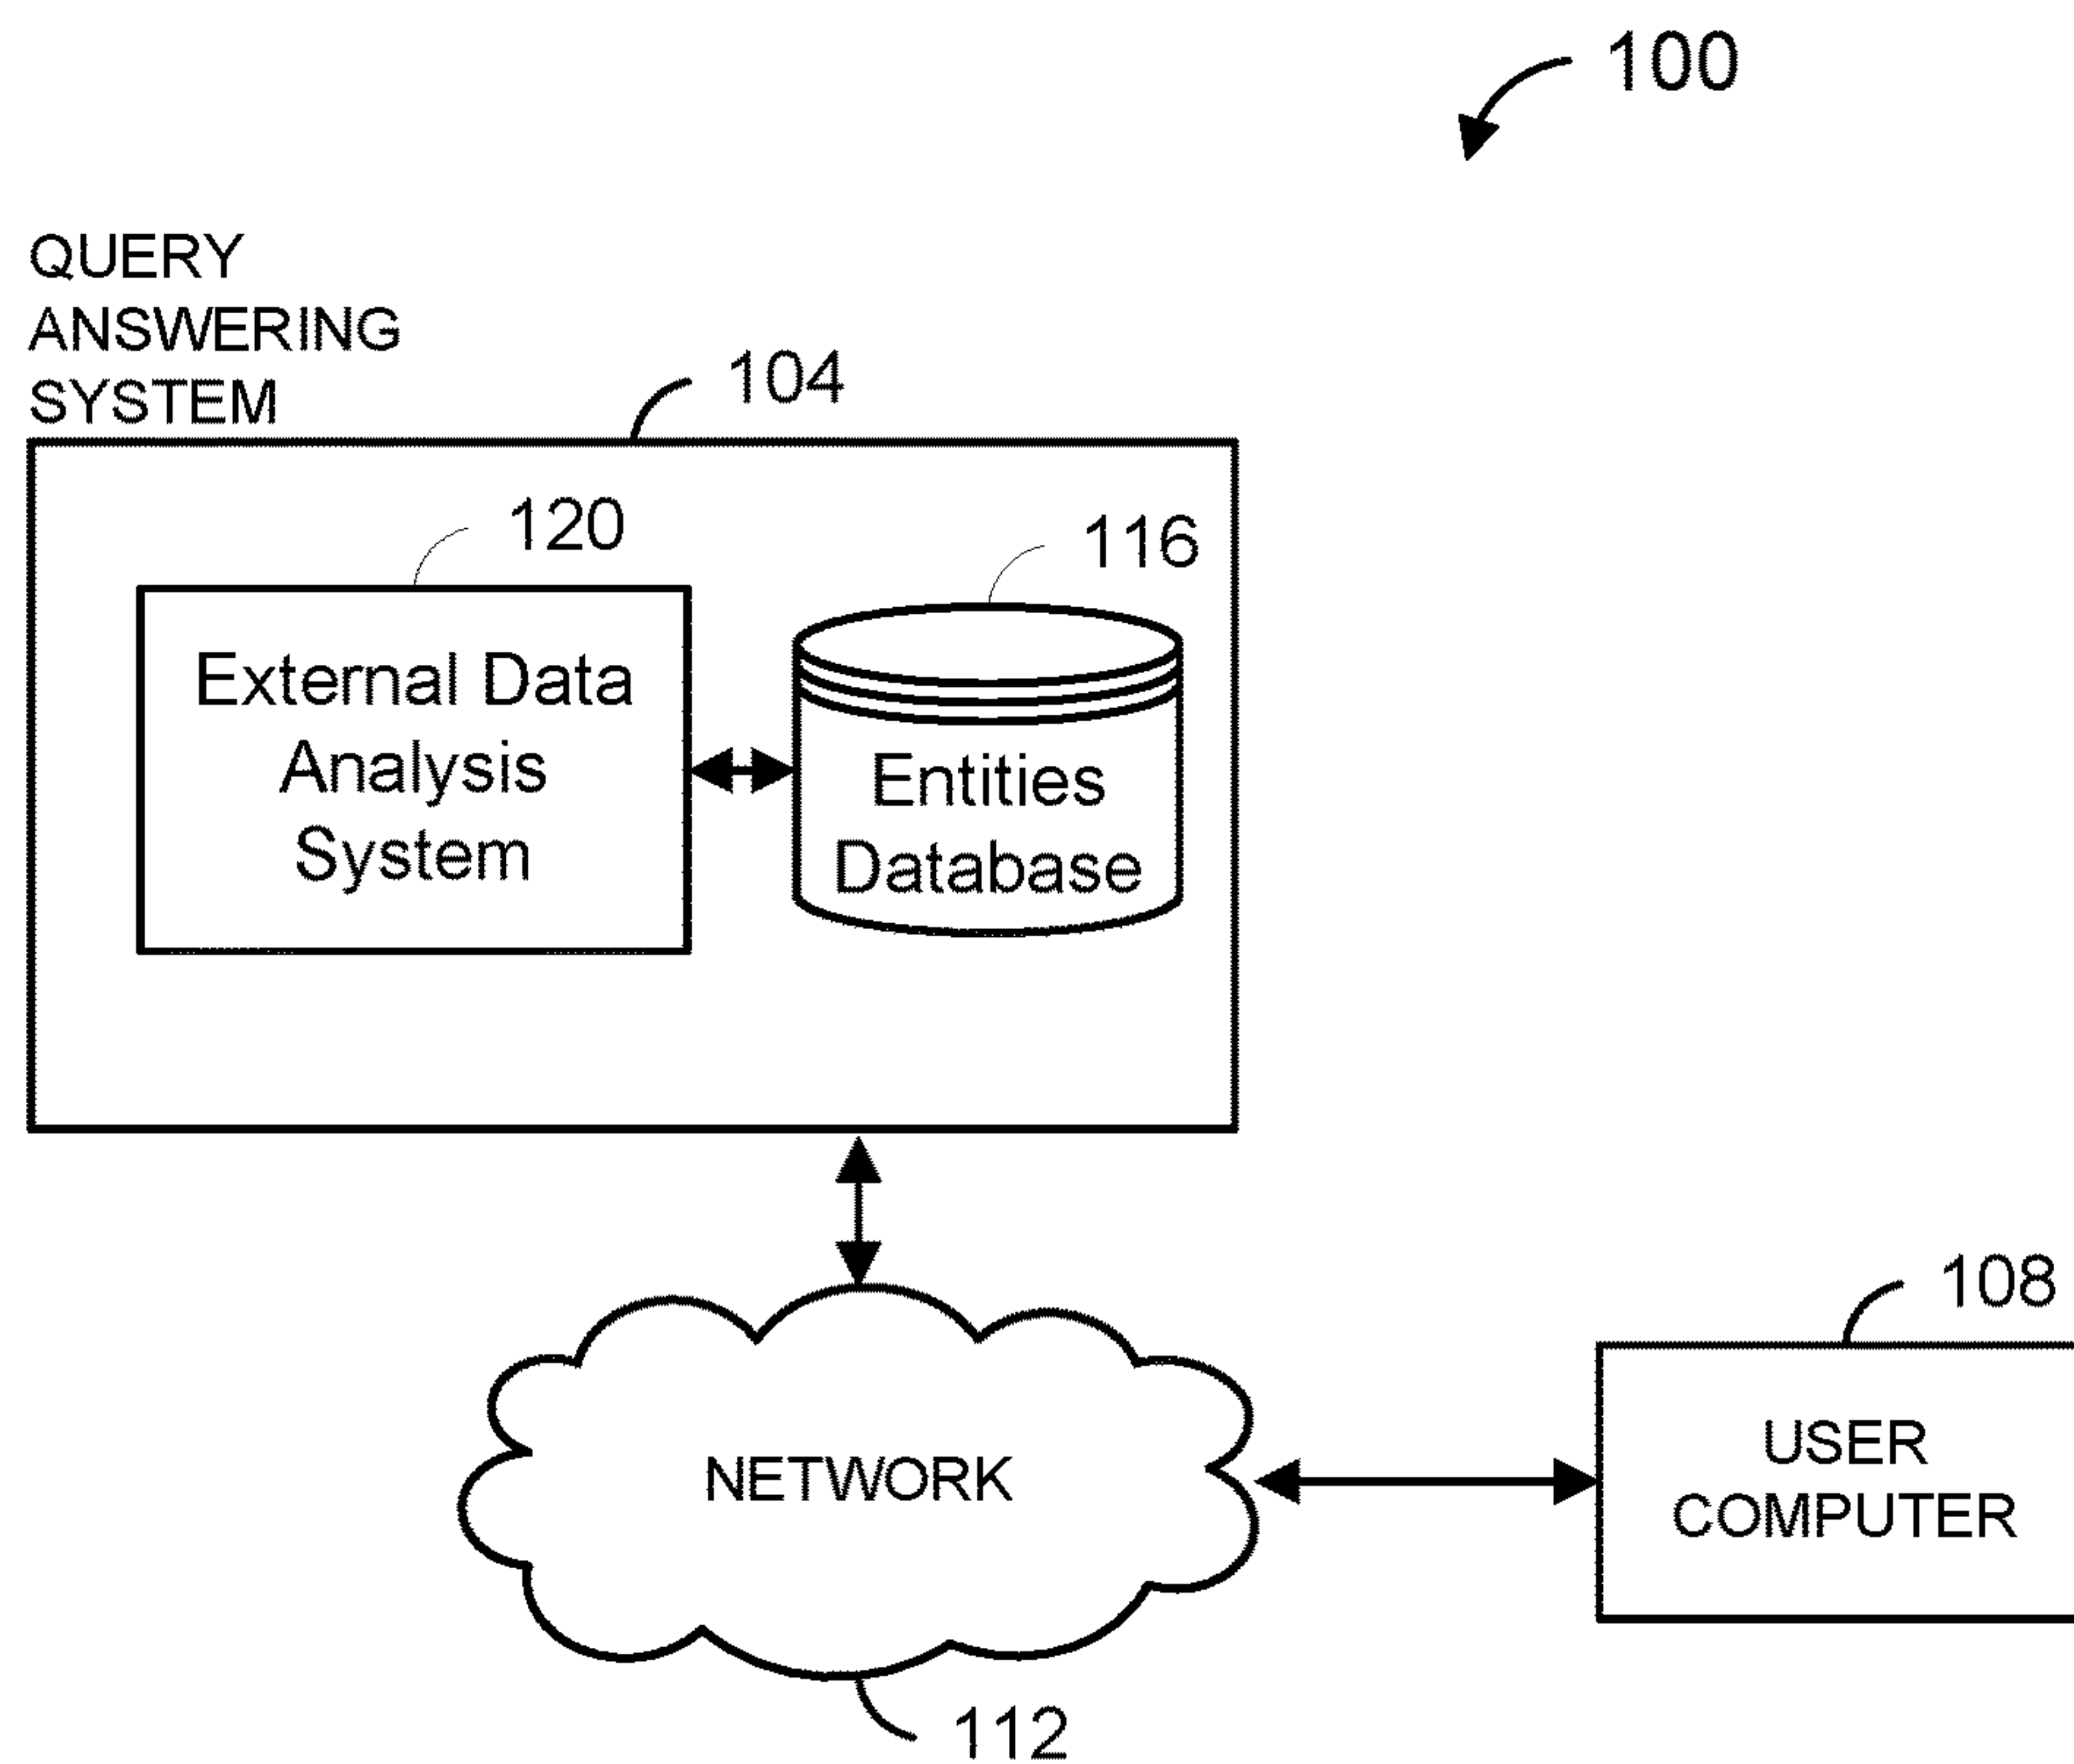 100
QUERY
ANSWERING
SYSTEM
104
120
116
External Data
Analysis
System
Entities
Database
108
NETWORK
USER
COMPUTER
112